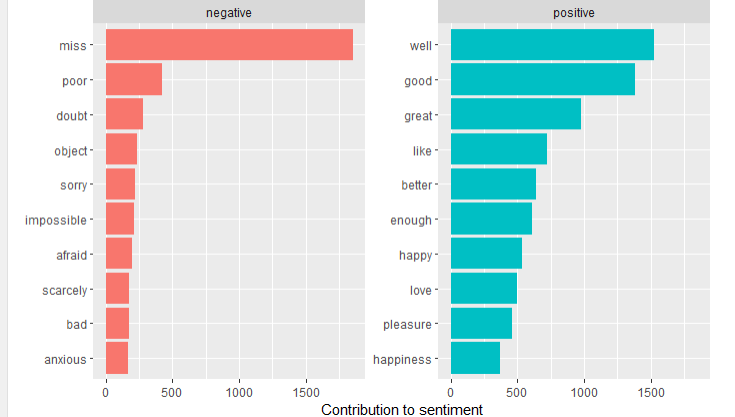 negative
miss
poor
doubt
object
sorry
impossible
afraid
scarcely
bad
anxious
0 500 1000 1500
positive
well
good
great
like
better
enough
happy
love
pleasure
happiness
0 500 1000 1500
Contribution to sentiment